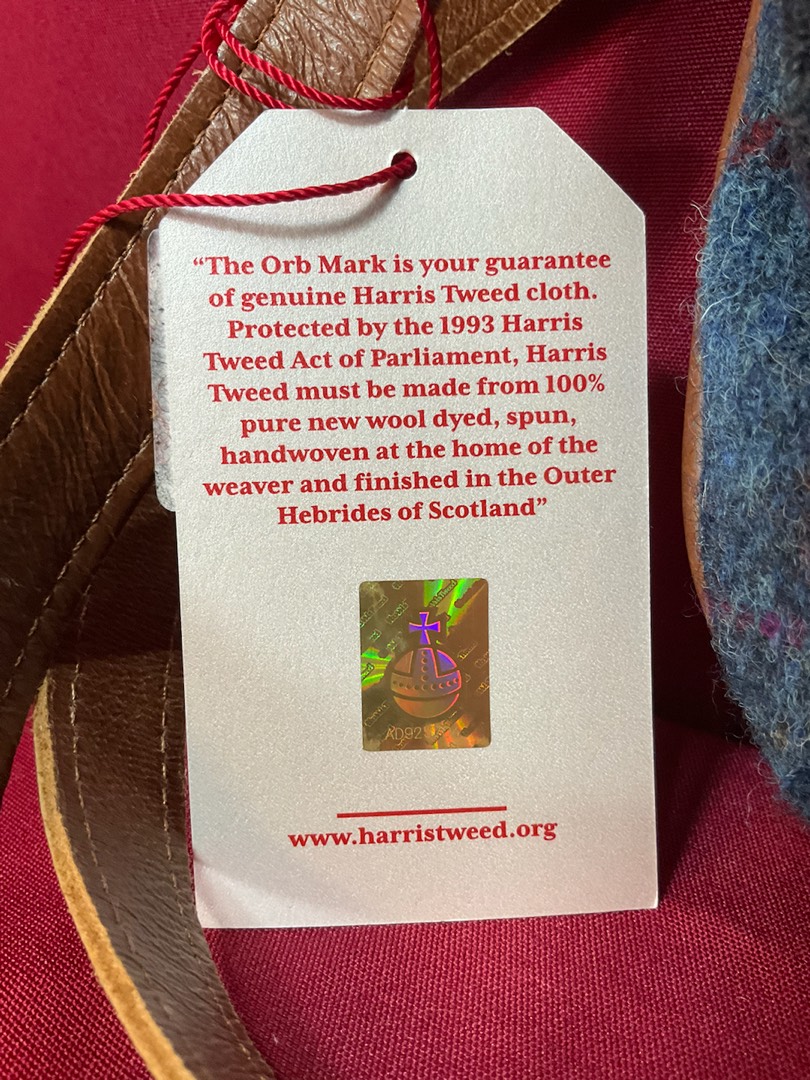 “The Orb Mark is your guarantee
of genuine Harris Tweed cloth.
Protected by the 1993 Harris
Tweed Act of Parliament, Harris
Tweed must be made from 100%
pure new wool dyed, spun,
handwoven at the home of the
weaver and finished in the Outer
Hebrides of Scotland”
www.harristweed.org